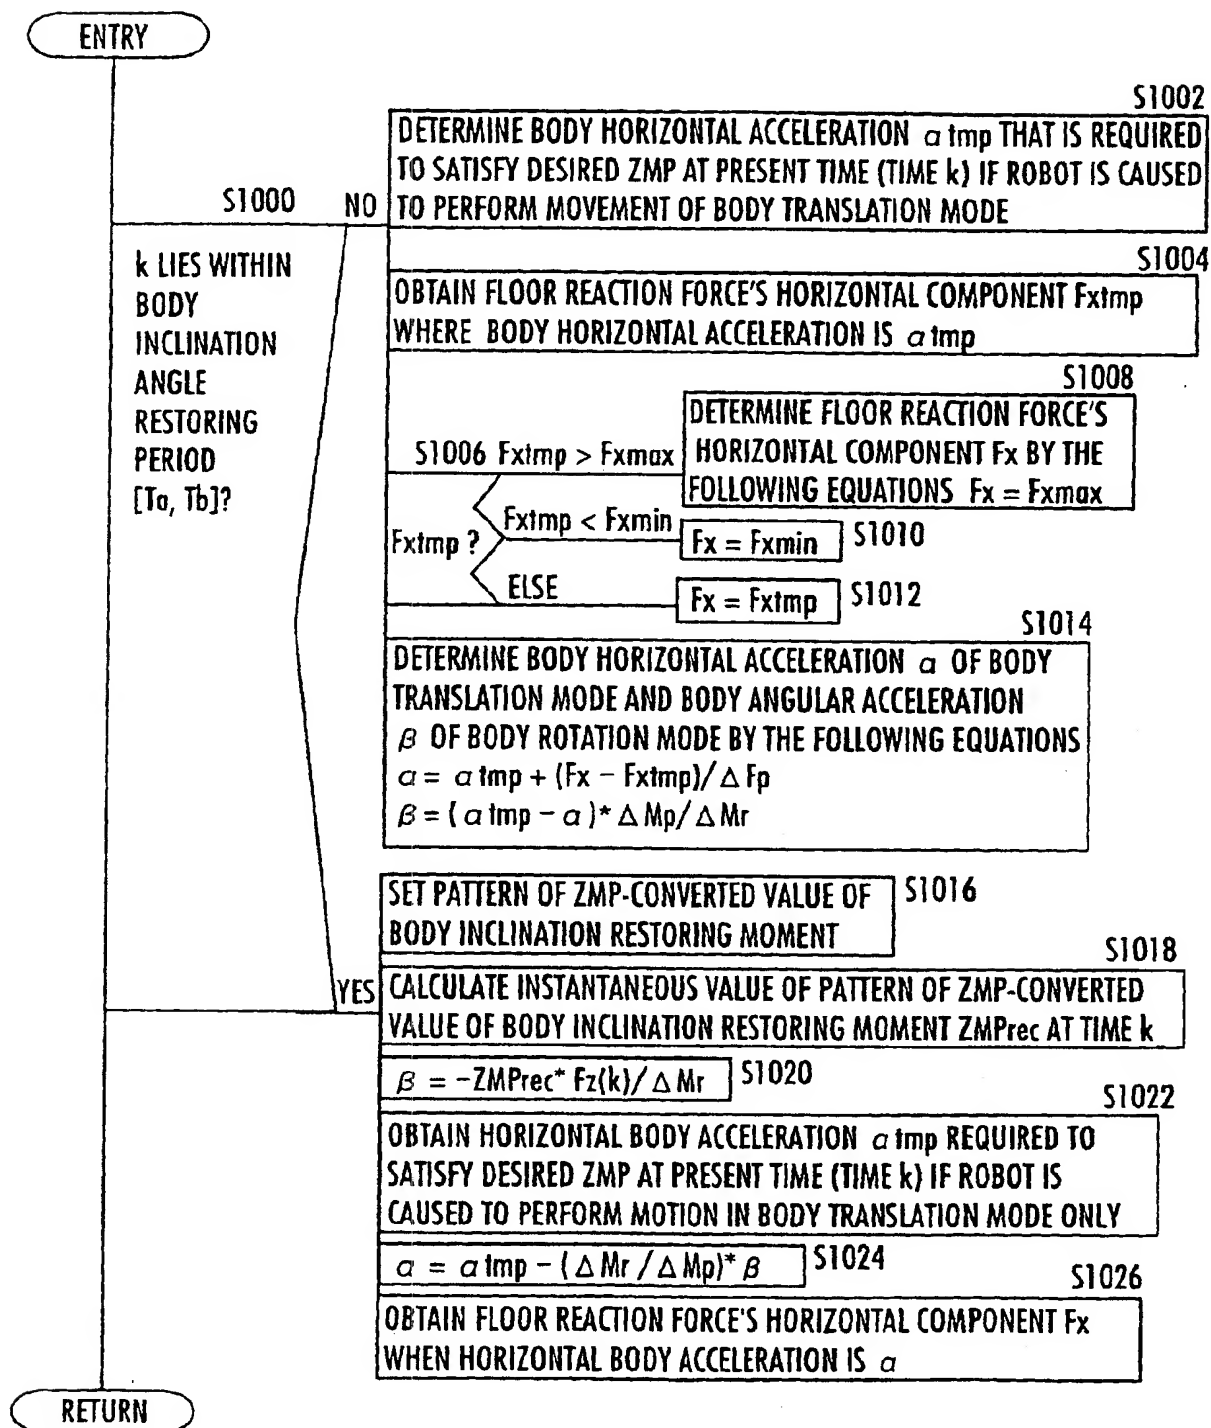 ENTRY
S1002
DETERMINE BODY HORIZONTAL ACCELERATION α tmp THAT IS REQUIRED
TO SATISFY DESIRED ZMP AT PRESENT TIME (TIME k) IF ROBOT IS CAUSED
TO PERFORM MOVEMENT OF BODY TRANSLATION MODE
S1000
NO
k LIES WITHIN
BODY
INCLINATION
ANGLE
RESTORING
PERIOD
[Ta, Tb]?
S1004
OBTAIN FLOOR REACTION FORCE'S HORIZONTAL COMPONENT Fxtmp
WHERE BODY HORIZONTAL ACCELERATION IS α tmp
S1006 Fxtmp > Fxmax
S1008
DETERMINE FLOOR REACTION FORCE'S
HORIZONTAL COMPONENT Fx BY THE
FOLLOWING EQUATIONS Fx = Fxmax
Fxtmp ?
Fxtmp < Fxmin
Fx = Fxmin
S1010
ELSE
Fx = Fxtmp
S1012
S1014
DETERMINE BODY HORIZONTAL ACCELERATION α OF BODY
TRANSLATION MODE AND BODY ANGULAR ACCELERATION
β OF BODY ROTATION MODE BY THE FOLLOWING EQUATIONS
α = α tmp + (Fx - Fxtmp)/ΔFp
β = (α tmp - α)* ΔMp/ΔMr
SET PATTERN OF ZMP-CONVERTED VALUE OF
BODY INCLINATION RESTORING MOMENT
S1016
S1018
YES
CALCULATE INSTANTANEOUS VALUE OF PATTERN OF ZMP-CONVERTED
VALUE OF BODY INCLINATION RESTORING MOMENT ZMPrec AT TIME k
β = -ZMPrec* Fz(k)/ΔMr
S1020
S1022
OBTAIN HORIZONTAL BODY ACCELERATION α tmp REQUIRED TO
SATISFY DESIRED ZMP AT PRESENT TIME (TIME k) IF ROBOT IS
CAUSED TO PERFORM MOTION IN BODY TRANSLATION MODE ONLY
α = α tmp - (ΔMr/ΔMp)* β
S1024
S1026
OBTAIN FLOOR REACTION FORCE'S HORIZONTAL COMPONENT Fx
WHEN HORIZONTAL BODY ACCELERATION IS α
RETURN